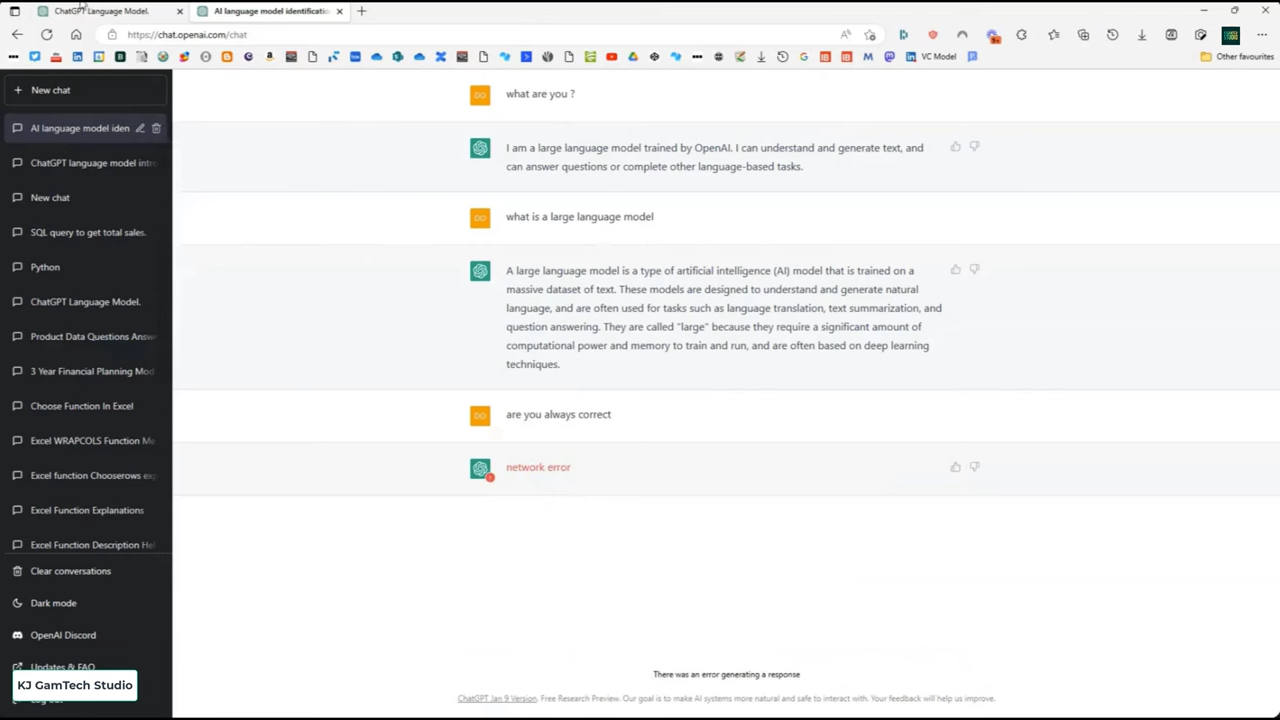 ChatGPT Language Model.
AI language model identificatio
https://chat.openai.com/chat
VC Model
Other favourites
New chat
AI language model iden
ChatGPT language model intro
New chat
SQL query to get total sales.
Python
ChatGPT Language Model.
Product Data Questions Answ
3 Year Financial Planning Mod
Choose Function In Excel
Excel WRAPCOLS Function Me
Excel function Chooserows exp
Excel Function Explanations
Excel Function Description Hel
Clear conversations
Dark mode
OpenAI Discord
Updates & FAQ
KJ GamTech Studio
DO
what are you ?
I am a large language model trained by OpenAI. I can understand and generate text, and
can answer questions or complete other language-based tasks.
DO
what is a large language model
A large language model is a type of artificial intelligence (AI) model that is trained on a
massive dataset of text. These models are designed to understand and generate natural
language, and are often used for tasks such as language translation, text summarization, and
question answering. They are called "large" because they require a significant amount of
computational power and memory to train and run, and are often based on deep learning
techniques.
DO
are you always correct
network error
There was an error generating a response
ChatGPT Jan 9 Version. Free Research Preview. Our goal is to make AI systems more natural and safe to interact with. Your feedback will help us improve.